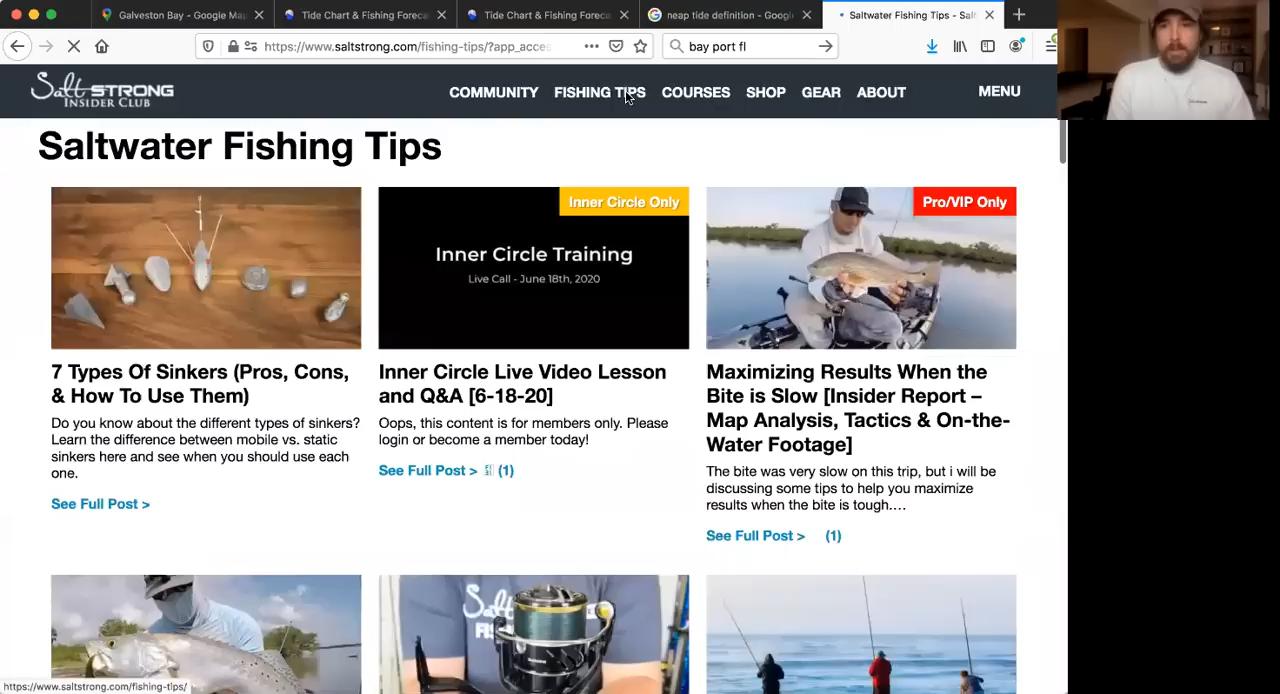 Galveston Bay - Google Ma
Tide Chart & Fishing Foreca
Tide Chart & Fishing Foreca
neap tide definition - Googl
Saltwater Fishing Tips - Sal
https://www.saltstrong.com/fishing-tips/?app_acces
bay port fl
Salt STRONG
INSIDER CLUB
COMMUNITY
FISHING TIPS
COURSES
SHOP
GEAR
ABOUT
MENU
Saltwater Fishing Tips
7 Types Of Sinkers (Pros, Cons,
& How To Use Them)
Do you know about the different types of sinkers?
Learn the difference between mobile vs. static
sinkers here and see when you should use each
one.
See Full Post >
Inner Circle Only
Inner Circle Training
Live Call - June 18th, 2020
Inner Circle Live Video Lesson
and Q&A [6-18-20]
Oops, this content is for members only. Please
login or become a member today!
See Full Post > (1)
Pro/VIP Only
Maximizing Results When the
Bite is Slow [Insider Report –
Map Analysis, Tactics & On-the-
Water Footage]
The bite was very slow on this trip, but i will be
discussing some tips to help you maximize
results when the bite is tough.…
See Full Post > (1)
https://www.saltstrong.com/fishing-tips/